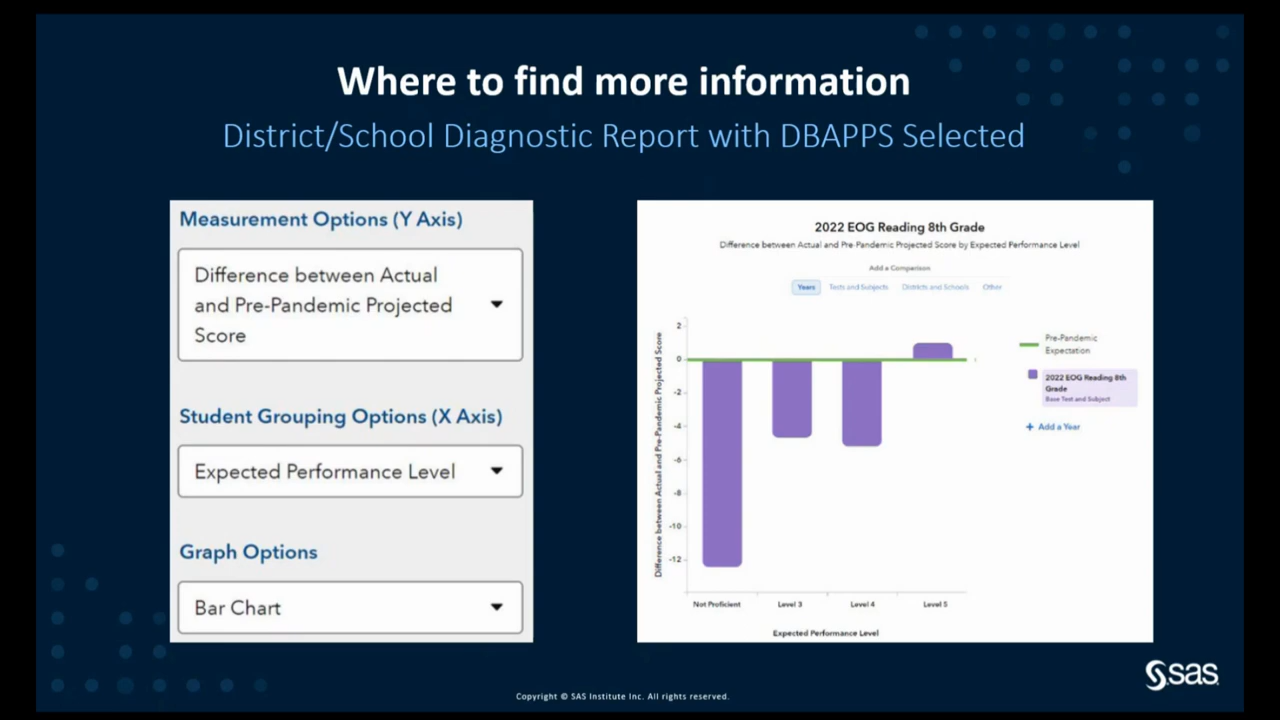 Where to find more information
District/School Diagnostic Report with DBAPPS Selected
Measurement Options (Y Axis)
Difference between Actual
and Pre-Pandemic Projected
Score
Student Grouping Options (X Axis)
Expected Performance Level
Graph Options
Bar Chart
2022 EOG Reading 8th Grade
Difference between Actual and Pre-Pandemic Projected Score by Expected Performance Level
Add a Comparison
Years Tests and Subjects Districts and Schools Other
Difference between Actual and Pre-Pandemic Projected Score
2
0
-2
-4
-6
-8
-10
-12
Not Proficient Level 3 Level 4 Level 5
Expected Performance Level
Pre-Pandemic
Expectation
2022 EOG Reading 8th
Grade
Base Test and Subject
+ Add a Year
sas
Copyright © SAS Institute Inc. All rights reserved.